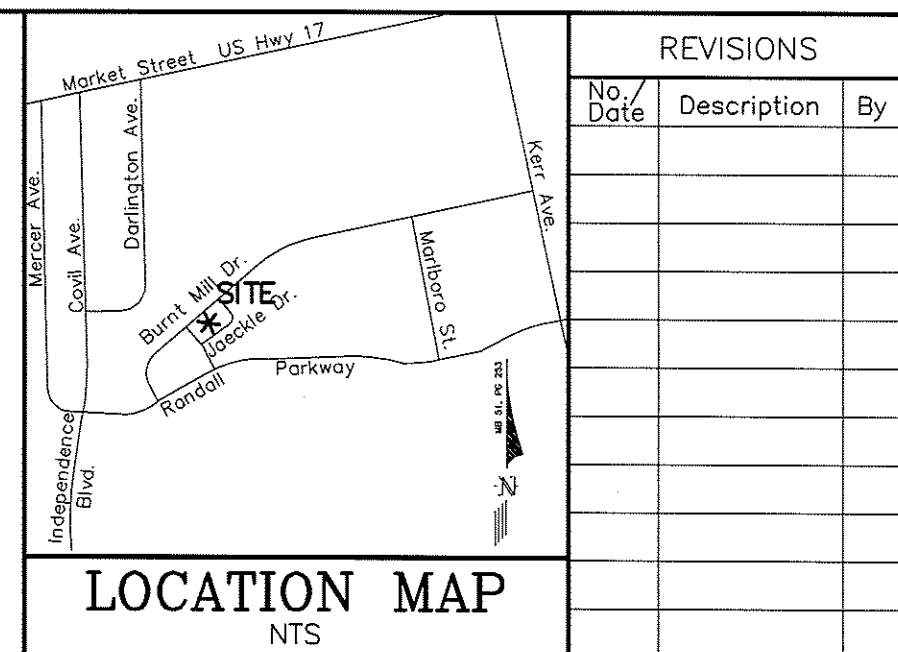 Market Street US Hwy 17
Mercer Ave.
Covil Ave.
Darlington Ave.
Kerr Ave.
Burnt Mill Dr.
SITE
Jaeckle Dr.
Marlboro St.
Randall Parkway
Independence Blvd.
MB 51, PG 253
N
LOCATION MAP
NTS
REVISIONS
No./
Date
Description
By